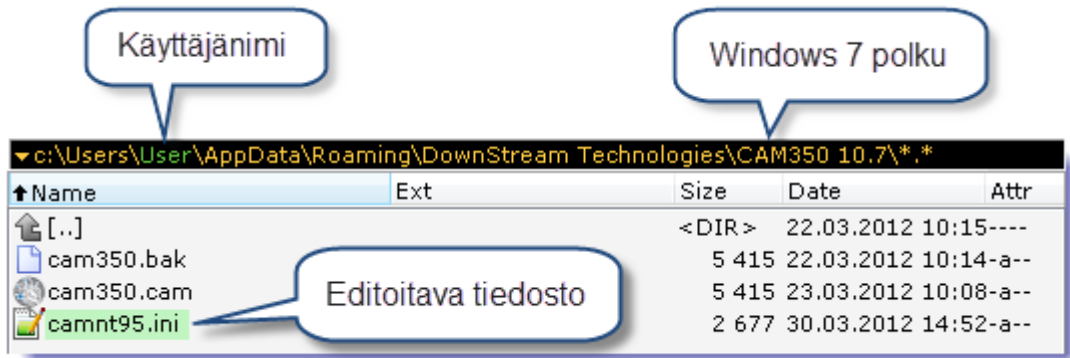 Käyttäjänimi
Windows 7 polku
c:\Users\User\AppData\Roaming\DownStream Technologies\CAM350 10.7\*.*
Name Ext Size Date Attr
[..] <DIR> 22.03.2012 10:15----
cam350.bak 5 415 22.03.2012 10:14-a--
cam350.cam 5 415 23.03.2012 10:08-a--
Editoitava tiedosto
camnt95.ini 2 677 30.03.2012 14:52-a--